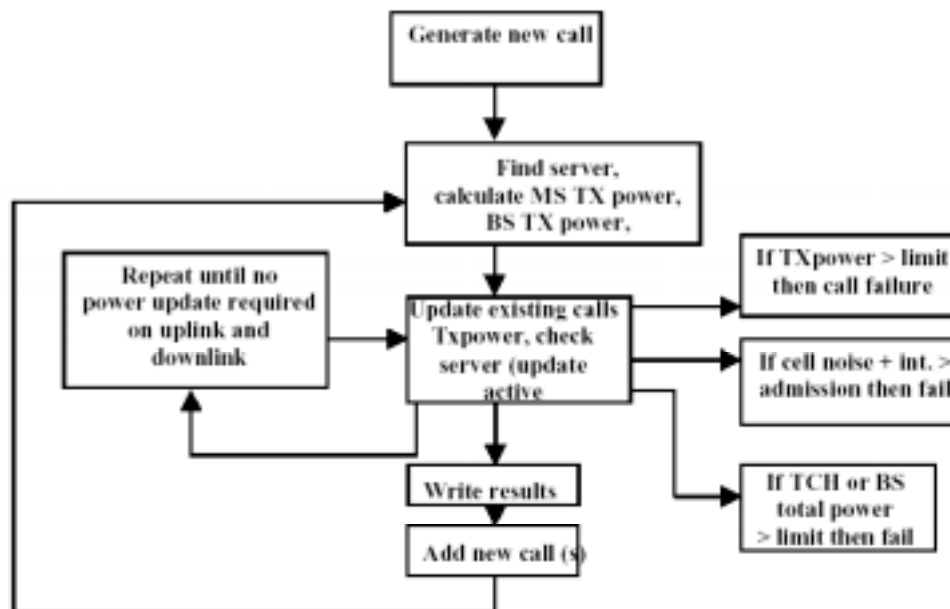 Generate new call
Find server,
calculate MS TX power,
BS TX power,
Repeat until no
power update required
on uplink and
downlink
Update existing calls
Txpower, check
server (update
active
If TXpower > limit
then call failure
If cell noise + int. >
admission then fail
If TCH or BS
total power
> limit then fail
Write results
Add new call (s)